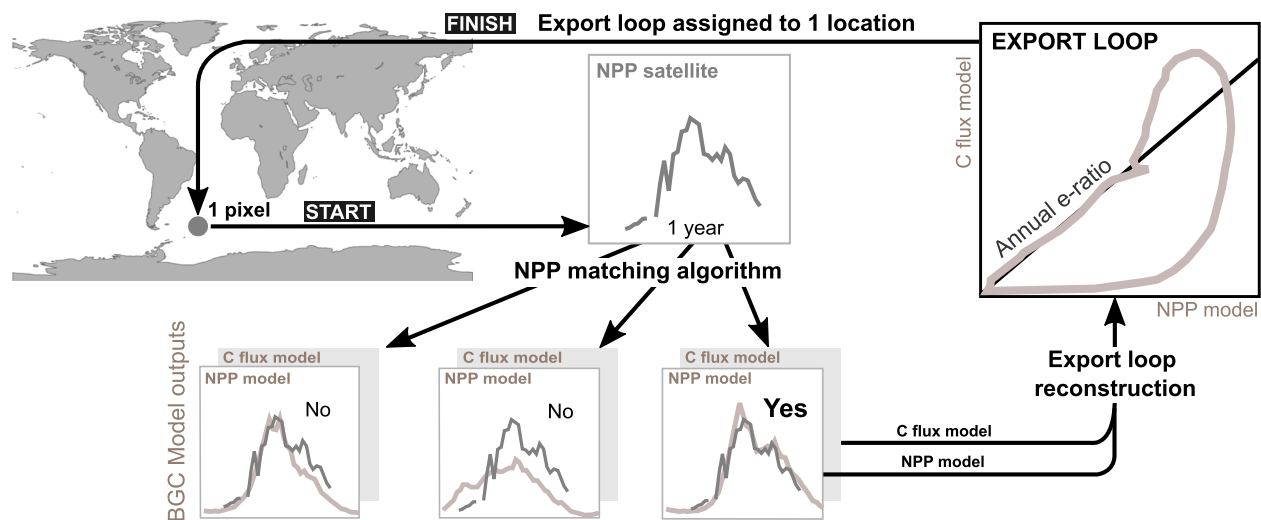 FINISH Export loop assigned to 1 location
EXPORT LOOP
NPP satellite
C flux model
Annual e-ratio
1 pixel
START
1 year
NPP matching algorithm
NPP model
BGC Model outputs
C flux model
NPP model
No
C flux model
NPP model
No
C flux model
NPP model
Yes
Export loop
reconstruction
C flux model
NPP model